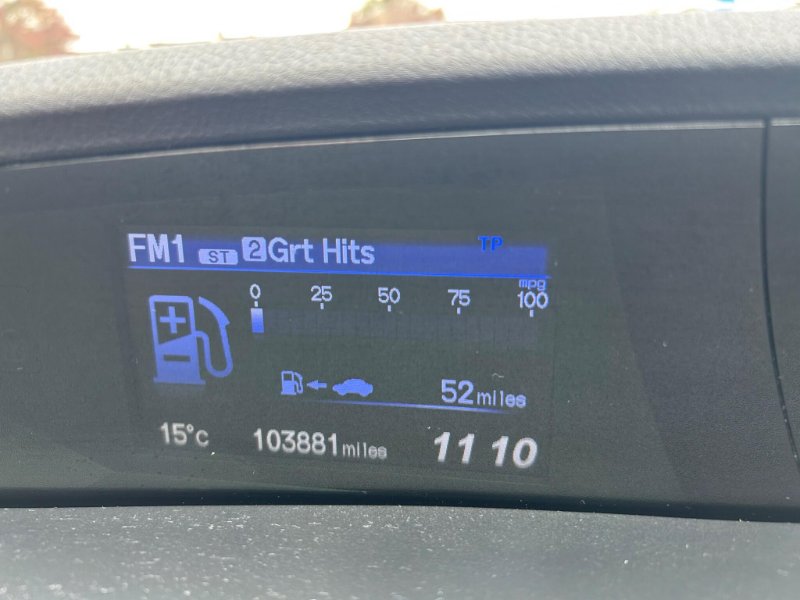 FM1 ST 2 Grt Hits TP
mpg
0 25 50 75 100
52 miles
15°C 103881 miles 11 10